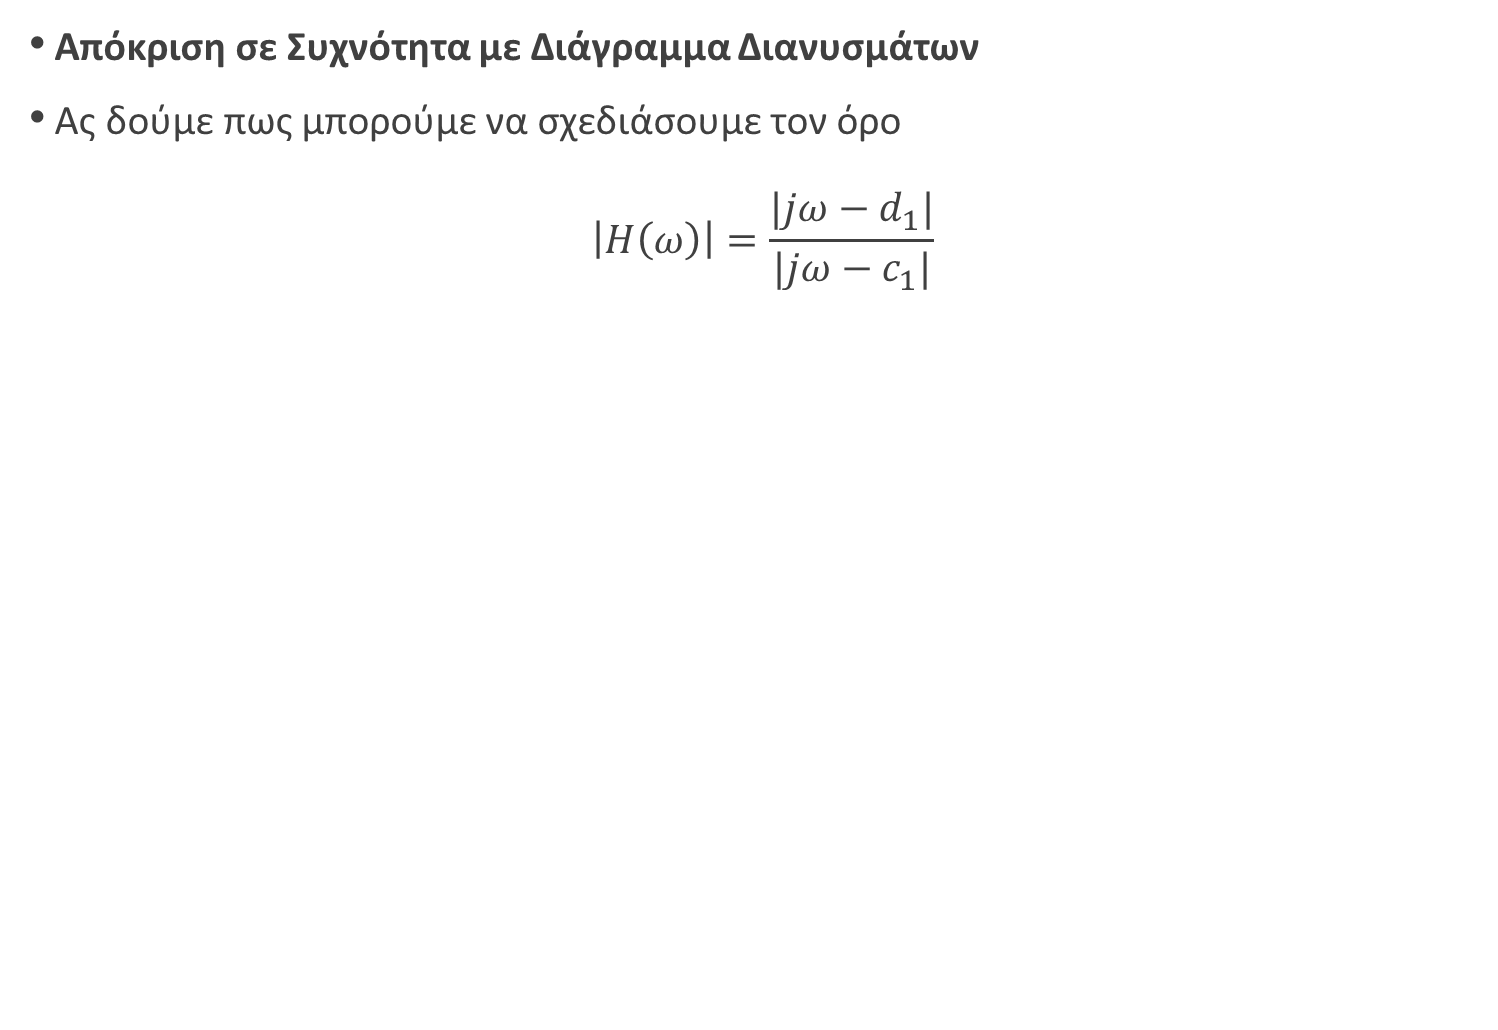 • Απόκριση σε Συχνότητα με Διάγραμμα Διανυσμάτων
• Ας δούμε πως μπορούμε να σχεδιάσουμε τον όρο
|H(ω)| = |jω − d₁| / |jω − c₁|